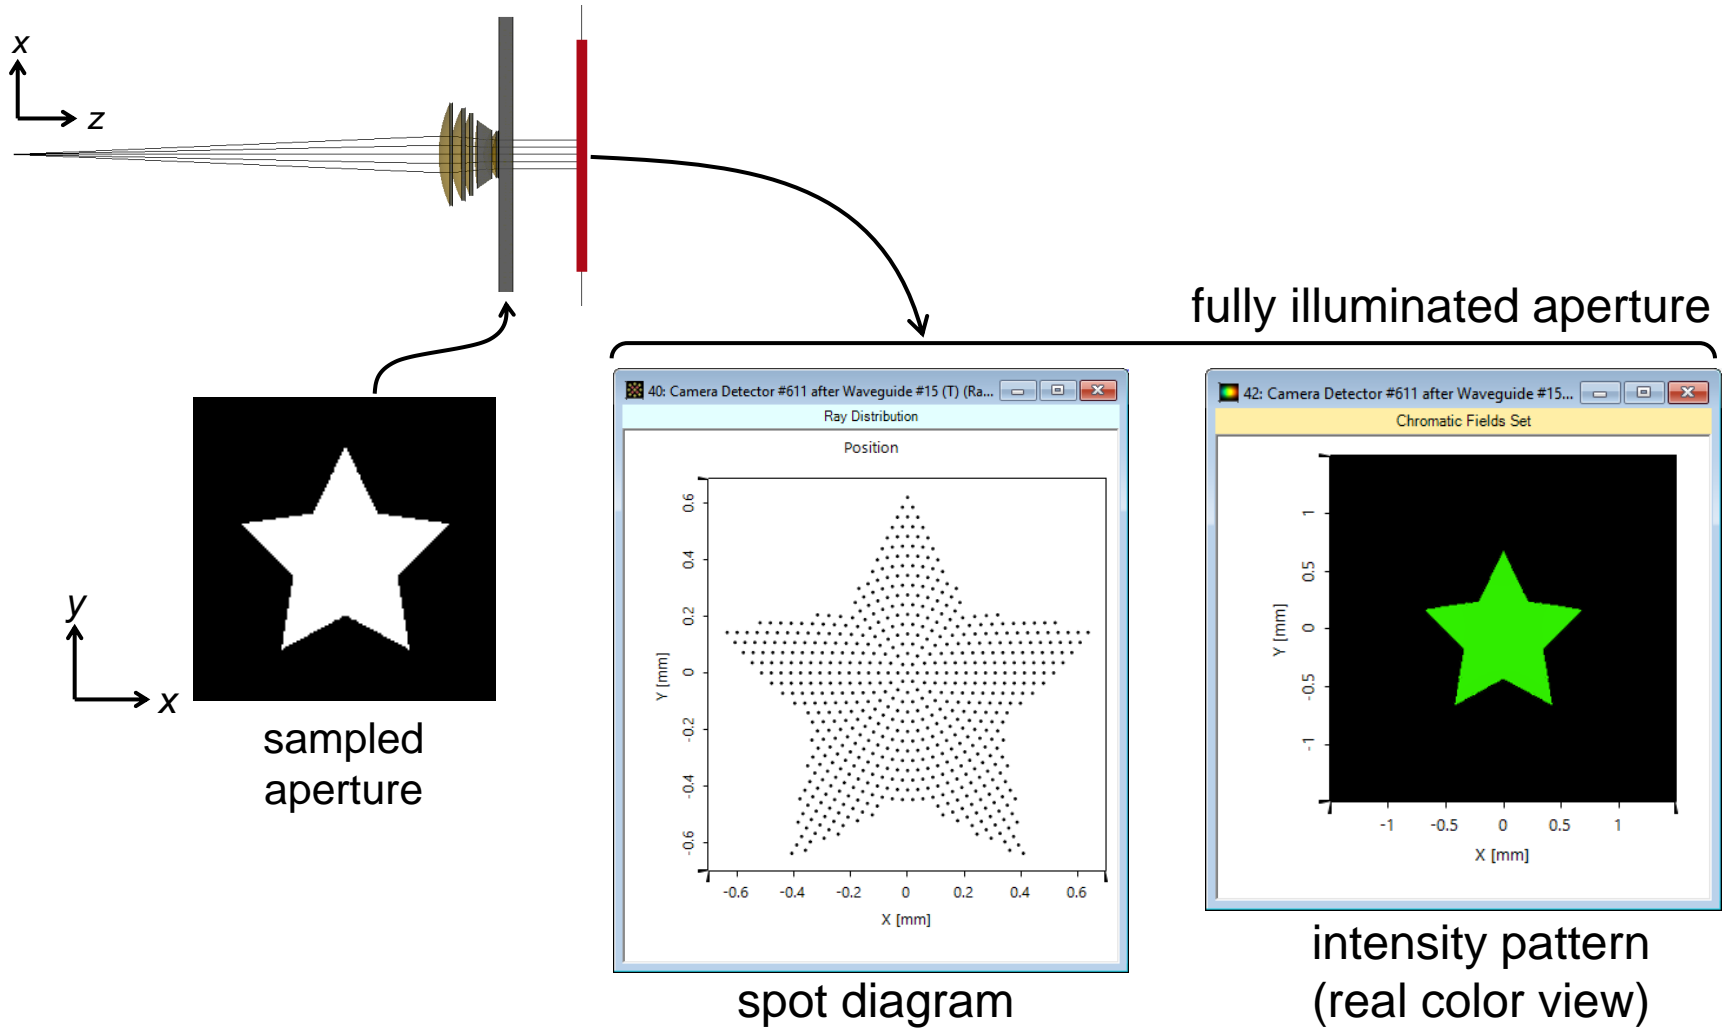 x
z
fully illuminated aperture
y
x
sampled
aperture
40: Camera Detector #611 after Waveguide #15 (T) (Ra...
Ray Distribution
Position
0.6
0.4
0.2
0
-0.2
-0.4
-0.6
Y [mm]
-0.6 -0.4 -0.2 0 0.2 0.4 0.6
X [mm]
spot diagram
42: Camera Detector #611 after Waveguide #15...
Chromatic Fields Set
1
0.5
0
-0.5
-1
Y [mm]
-1 -0.5 0 0.5 1
X [mm]
intensity pattern
(real color view)